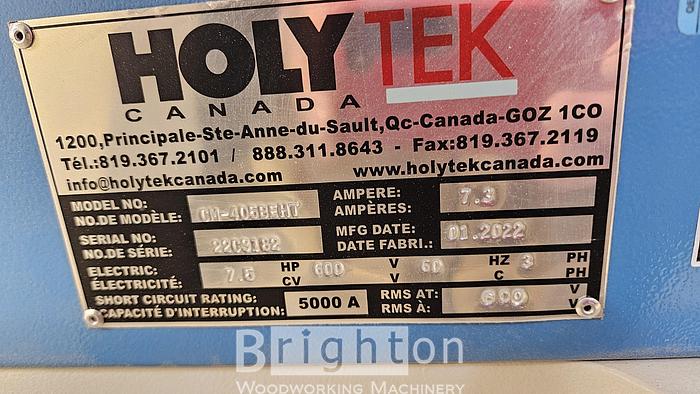 HOLYTEK
CANADA
1200,Principale-Ste-Anne-du-Sault,Qc-Canada-GOZ 1CO
Tél.:819.367.2101 / 888.311.8643 - Fax:819.367.2119
info@holytekcanada.com www.holytekcanada.com
MODEL NO: AMPERE: 7.3
NO.DE MODÈLE: AMPÈRES:
SERIAL NO: 22C3182 MFG DATE: 01.2022
NO.DE SÉRIE: DATE FABRI.:
ELECTRIC: 7.5 HP 600 V 60 HZ 3 PH
ÉLECTRICITÉ: CV V C PH
SHORT CIRCUIT RATING: 5000 A RMS AT: 600 V
CAPACITÉ D'INTERRUPTION: RMS À: V
Brighton
WOODWORKING MACHINERY